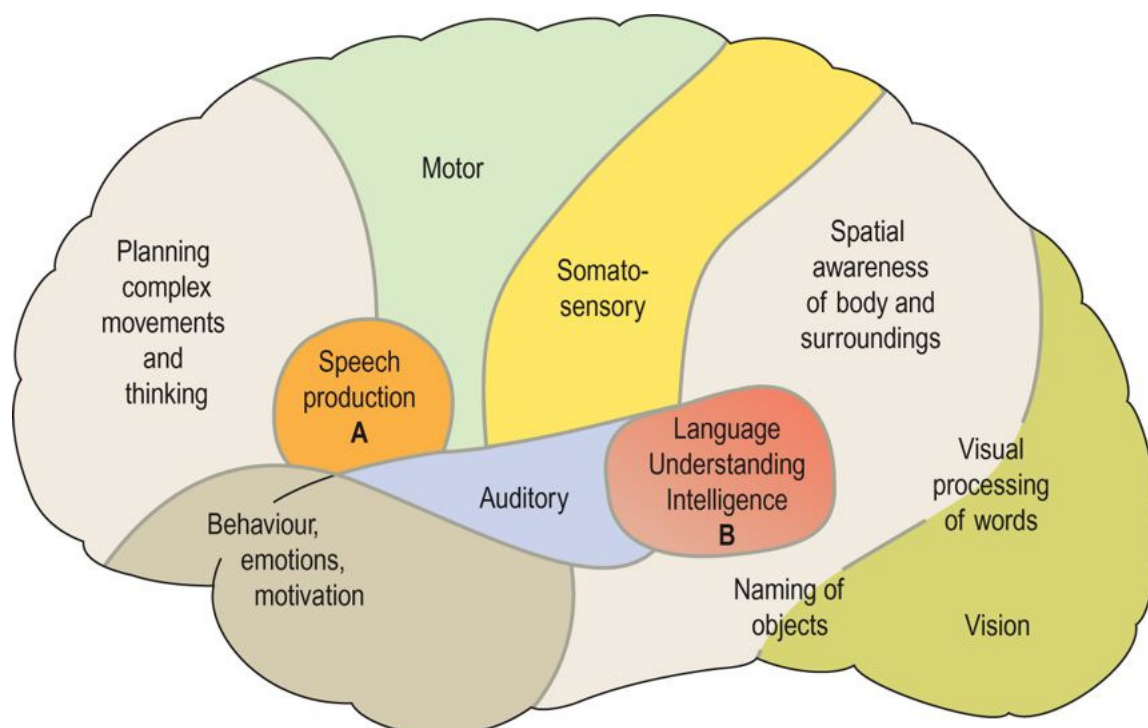 Motor
Planning
complex
movements
and
thinking
Somato-
sensory
Spatial
awareness
of body and
surroundings
Speech
production
A
Language
Understanding
Intelligence
B
Auditory
Visual
processing
of words
Behaviour,
emotions,
motivation
Naming of
objects
Vision